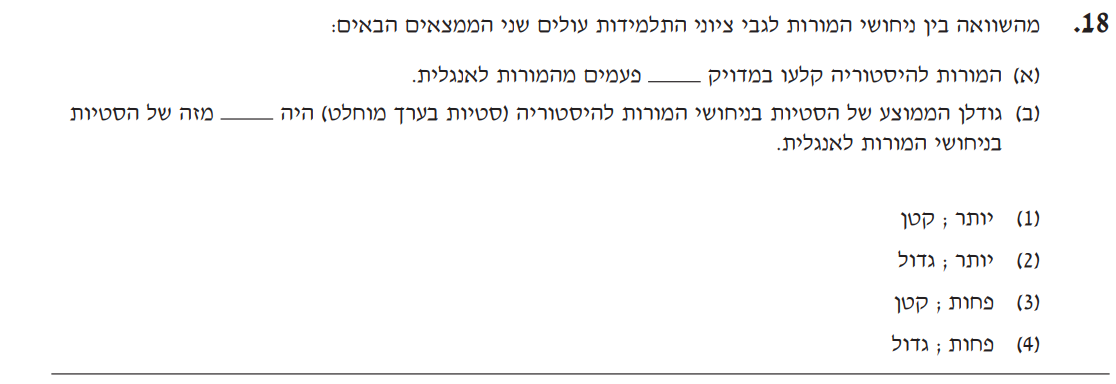 18. מהשוואה בין ניחושי המורות לגבי ציוני התלמידות עולים שני הממצאים הבאים:
(א) המורות להיסטוריה קלעו במדויק _____ פעמים מהמורות לאנגלית.
(ב) גודלן הממוצע של הסטיות בניחושי המורות להיסטוריה (סטיות בערך מוחלט) היה _____ מזה של הסטיות
בניחושי המורות לאנגלית.
(1) יותר ; קטן
(2) יותר ; גדול
(3) פחות ; קטן
(4) פחות ; גדול